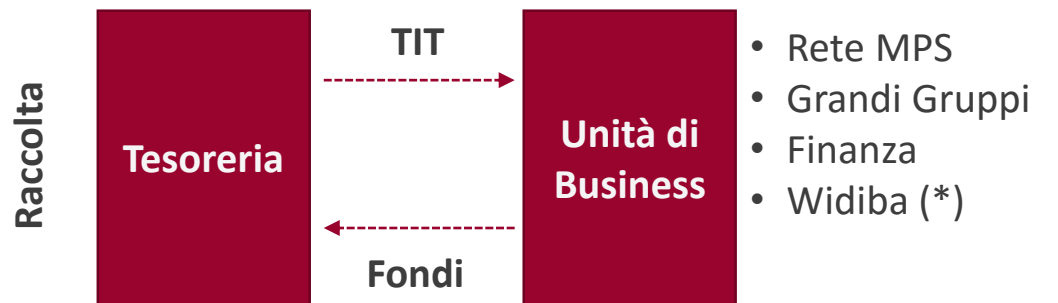 Raccolta
Tesoreria
TIT
Fondi
Unità di
Business
• Rete MPS
• Grandi Gruppi
• Finanza
• Widiba (*)